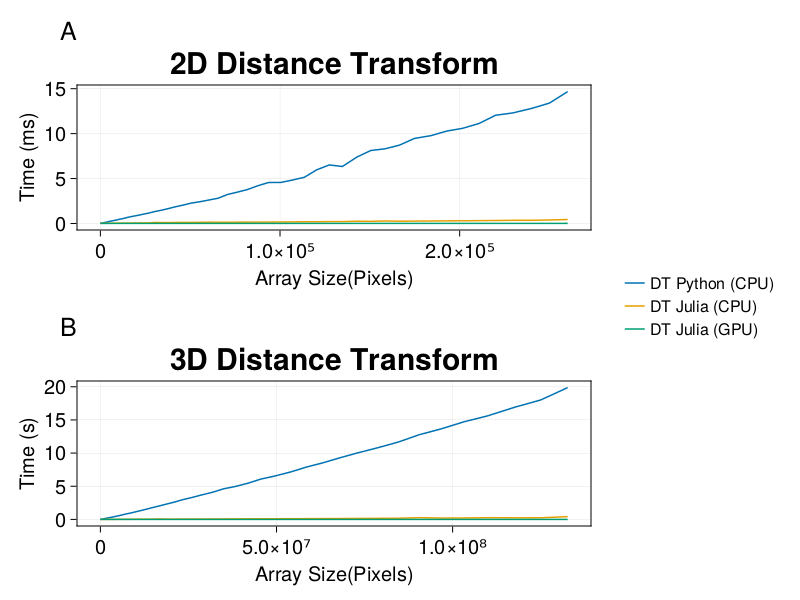 A
2D Distance Transform
15
10
5
0
Time (ms)
0 1.0×10⁵ 2.0×10⁵
Array Size(Pixels)
DT Python (CPU)
DT Julia (CPU)
DT Julia (GPU)
B
3D Distance Transform
20
15
10
5
0
Time (s)
0 5.0×10⁷ 1.0×10⁸
Array Size(Pixels)